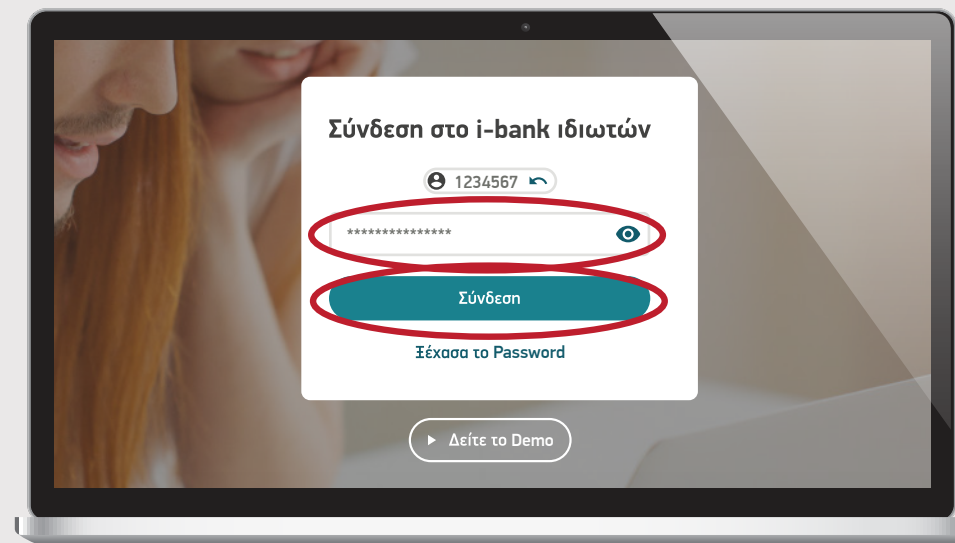 Σύνδεση στο i-bank ιδιωτών
1234567
***************
Σύνδεση
Ξέχασα το Password
Δείτε το Demo